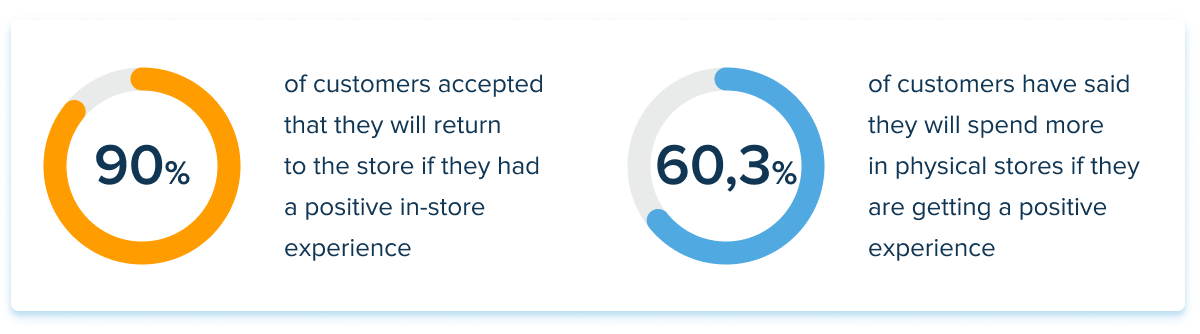 90%
of customers accepted
that they will return
to the store if they had
a positive in-store
experience
60,3%
of customers have said
they will spend more
in physical stores if they
are getting a positive
experience